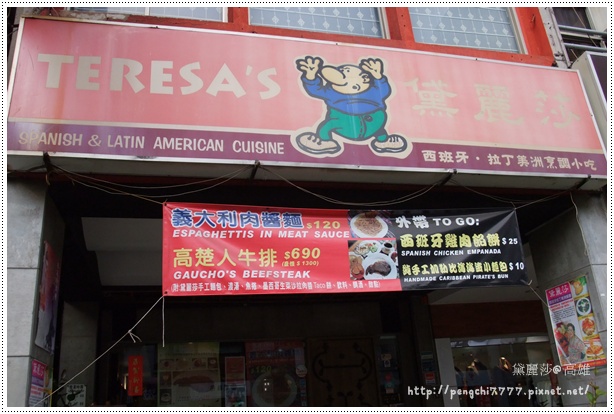 TERESA'S 黛麗莎
SPANISH & LATIN AMERICAN CUISINE
西班牙・拉丁美洲烹調小吃
義大利肉醬麵 $120
ESPAGHETTIS IN MEAT SAUCE
高楚人牛排 $690
GAUCHO'S BEEFSTEAK
外帶 TO GO:
西班牙雞肉餡餅 $25
SPANISH CHICKEN EMPANADA
$10
HANDMADE CARIBBEAN PIRATE'S BUN
黛麗莎@高雄
http://pengchi7777.pixnet.net/